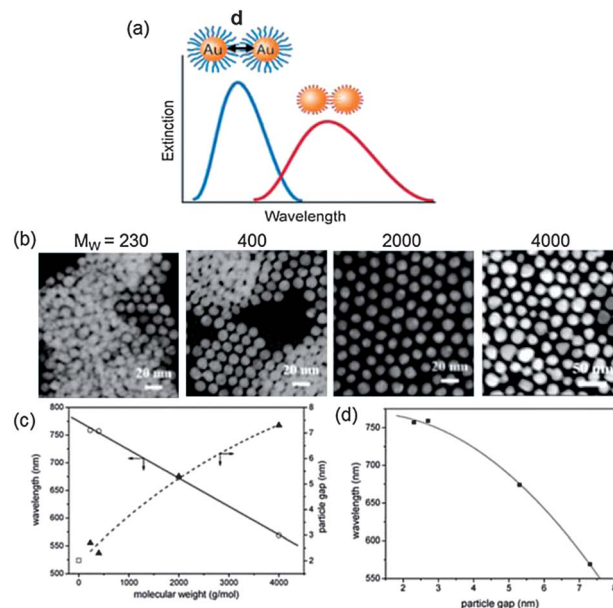 (a)
d
Au Au
Extinction
Wavelength
(b) M_W = 230 400 2000 4000
20 nm 20 nm 20 nm 50 nm
(c)
800
750
700
650
600
550
500
wavelength (nm)
0 1000 2000 3000 4000
molecular weight (g/mol)
8
7
6
5
4
3
2
particle gap (nm)
(d)
750
700
650
600
550
wavelength (nm)
2 3 4 5 6 7 8
particle gap (nm)